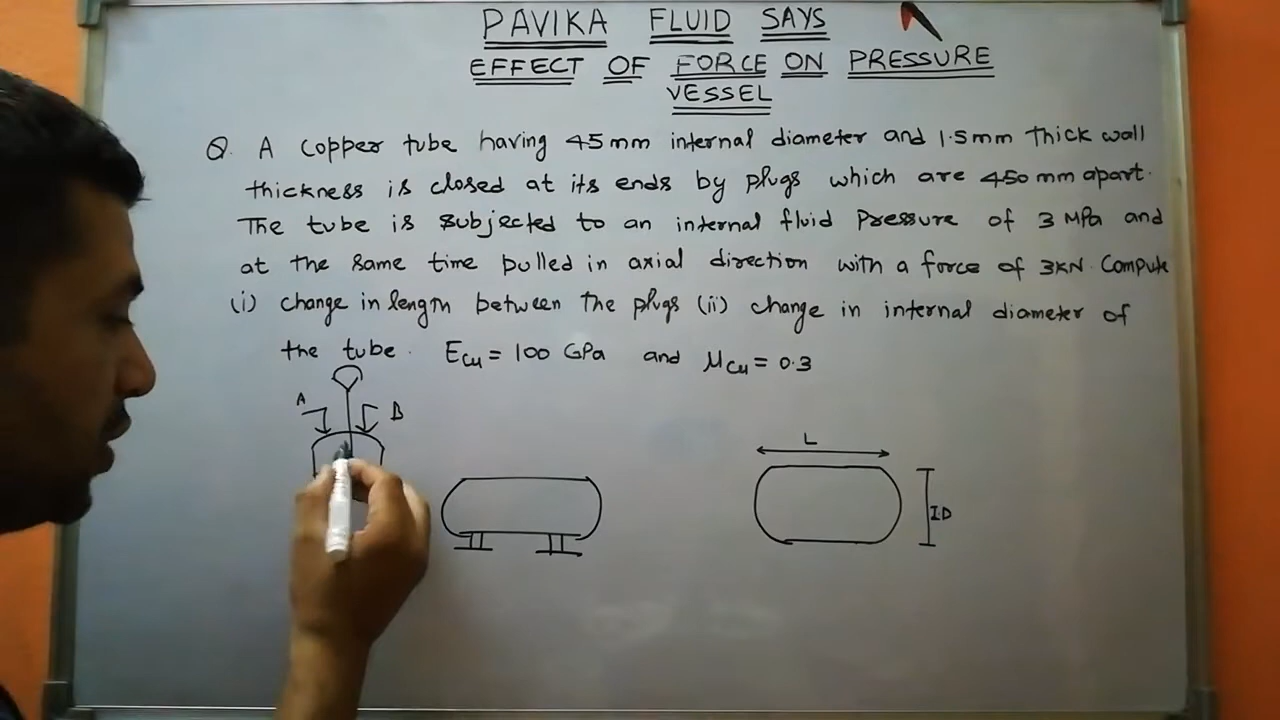 PAVIKA FLUID SAYS
EFFECT OF FORCE ON PRESSURE
VESSEL
Q. A copper tube having 45mm internal diameter and 1.5mm thick wall
thickness is closed at its ends by plugs which are 450 mm apart.
The tube is subjected to an internal fluid pressure of 3 MPa and
at the same time pulled in axial direction with a force of 3KN. Compute
(i) change in length between the plugs (ii) change in internal diameter of
the tube. Ecu = 100 GPa and μcu = 0.3
A B
L
ID